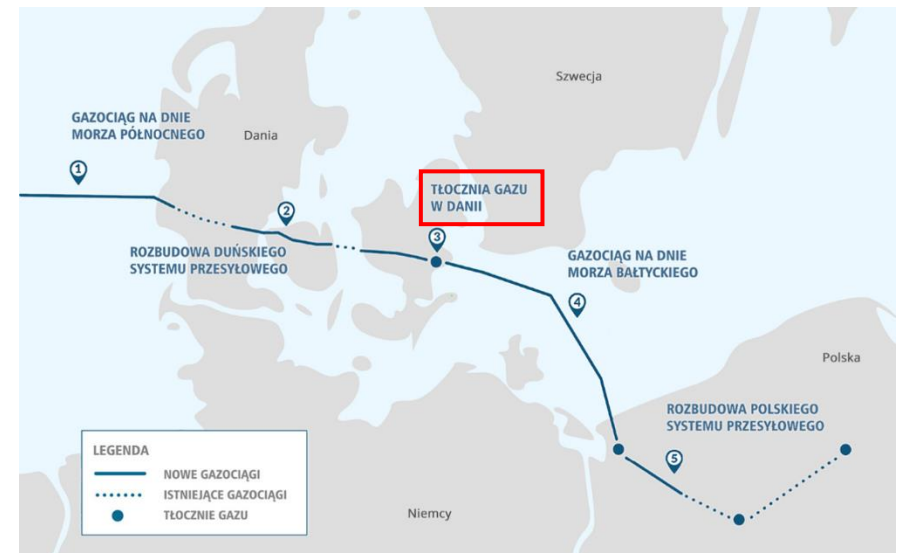 Szwecja
GAZOCIĄG NA DNIE
MORZA PÓŁNOCNEGO
Dania
1
TŁOCZNIA GAZU
W DANII
2
3
ROZBUDOWA DUŃSKIEGO
SYSTEMU PRZESYŁOWEGO
GAZOCIĄG NA DNIE
MORZA BAŁTYCKIEGO
4
Polska
ROZBUDOWA POLSKIEGO
SYSTEMU PRZESYŁOWEGO
5
LEGENDA
NOWE GAZOCIĄGI
ISTNIEJĄCE GAZOCIĄGI
TŁOCZNIE GAZU
Niemcy